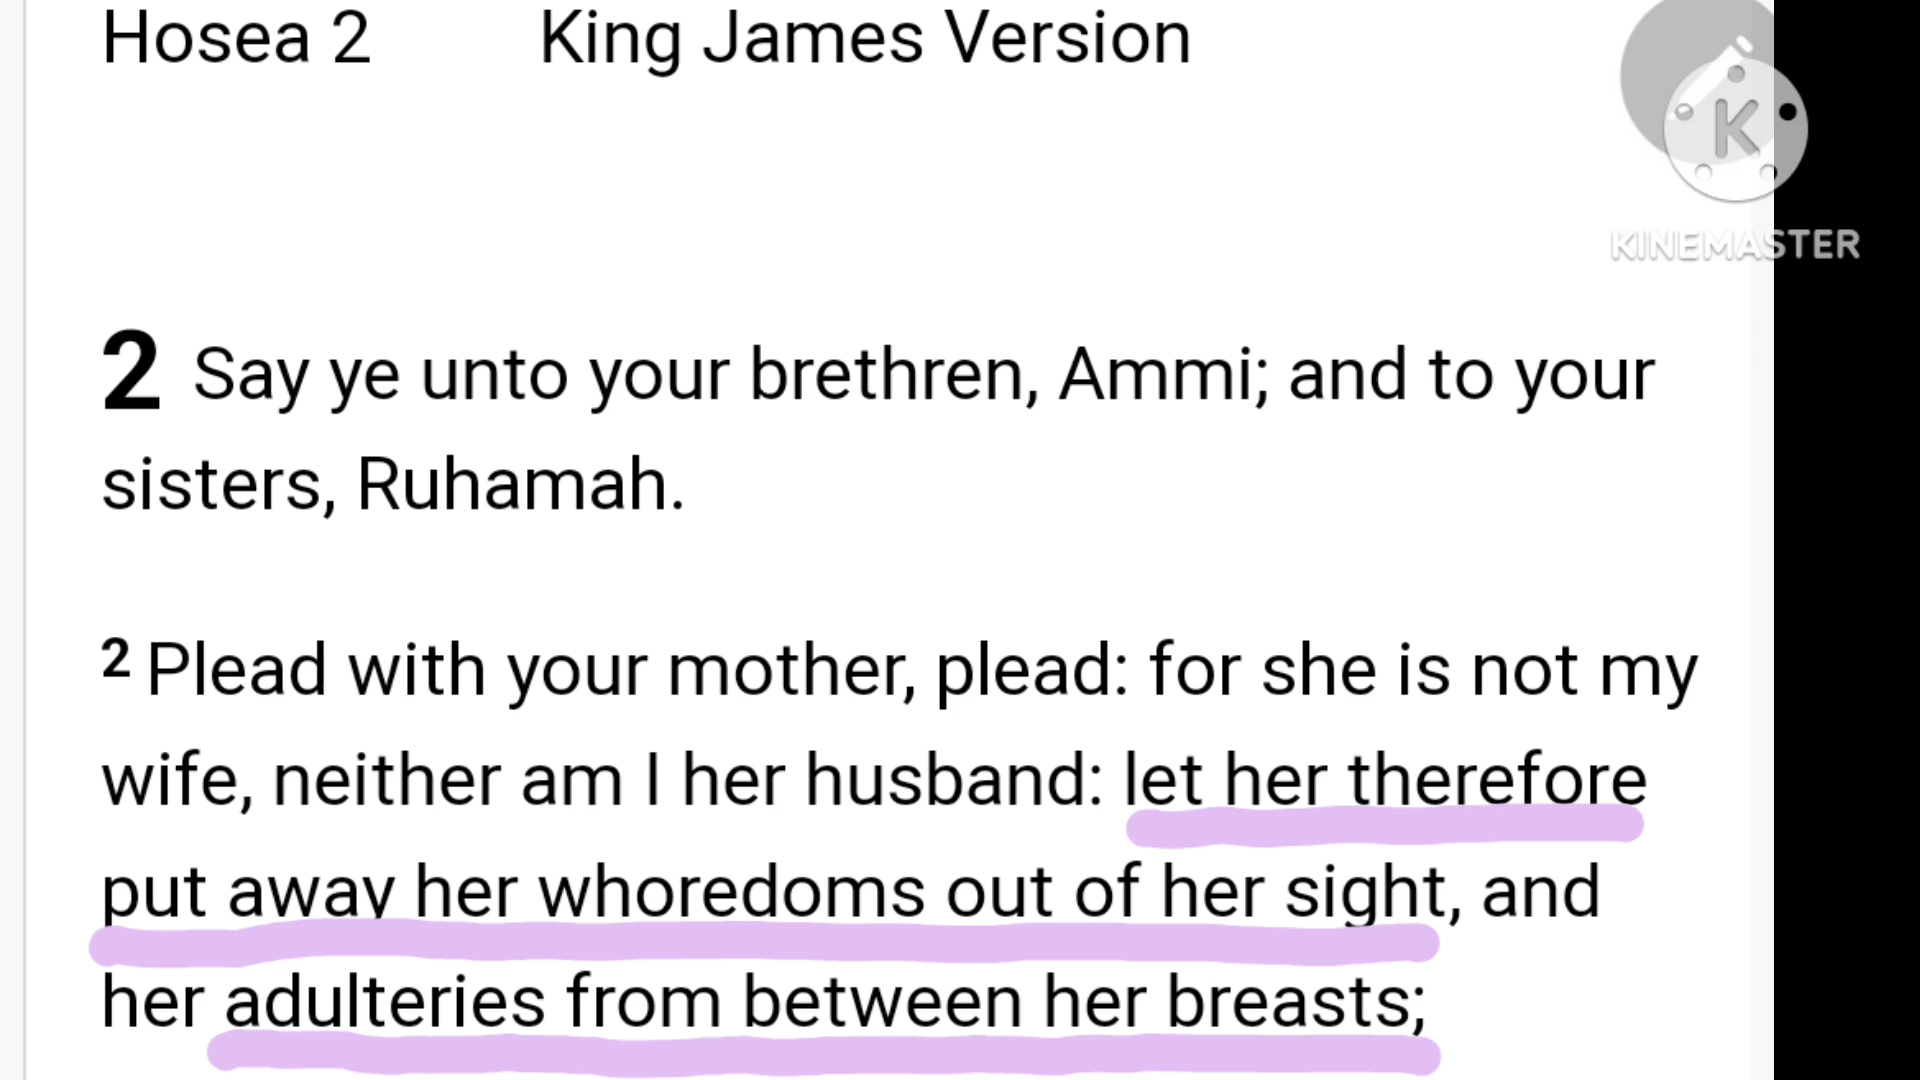 Hosea 2 King James Version
K
KINEMASTER
2 Say ye unto your brethren, Ammi; and to your
sisters, Ruhamah.
2 Plead with your mother, plead: for she is not my
wife, neither am I her husband: let her therefore
put away her whoredoms out of her sight, and
her adulteries from between her breasts;